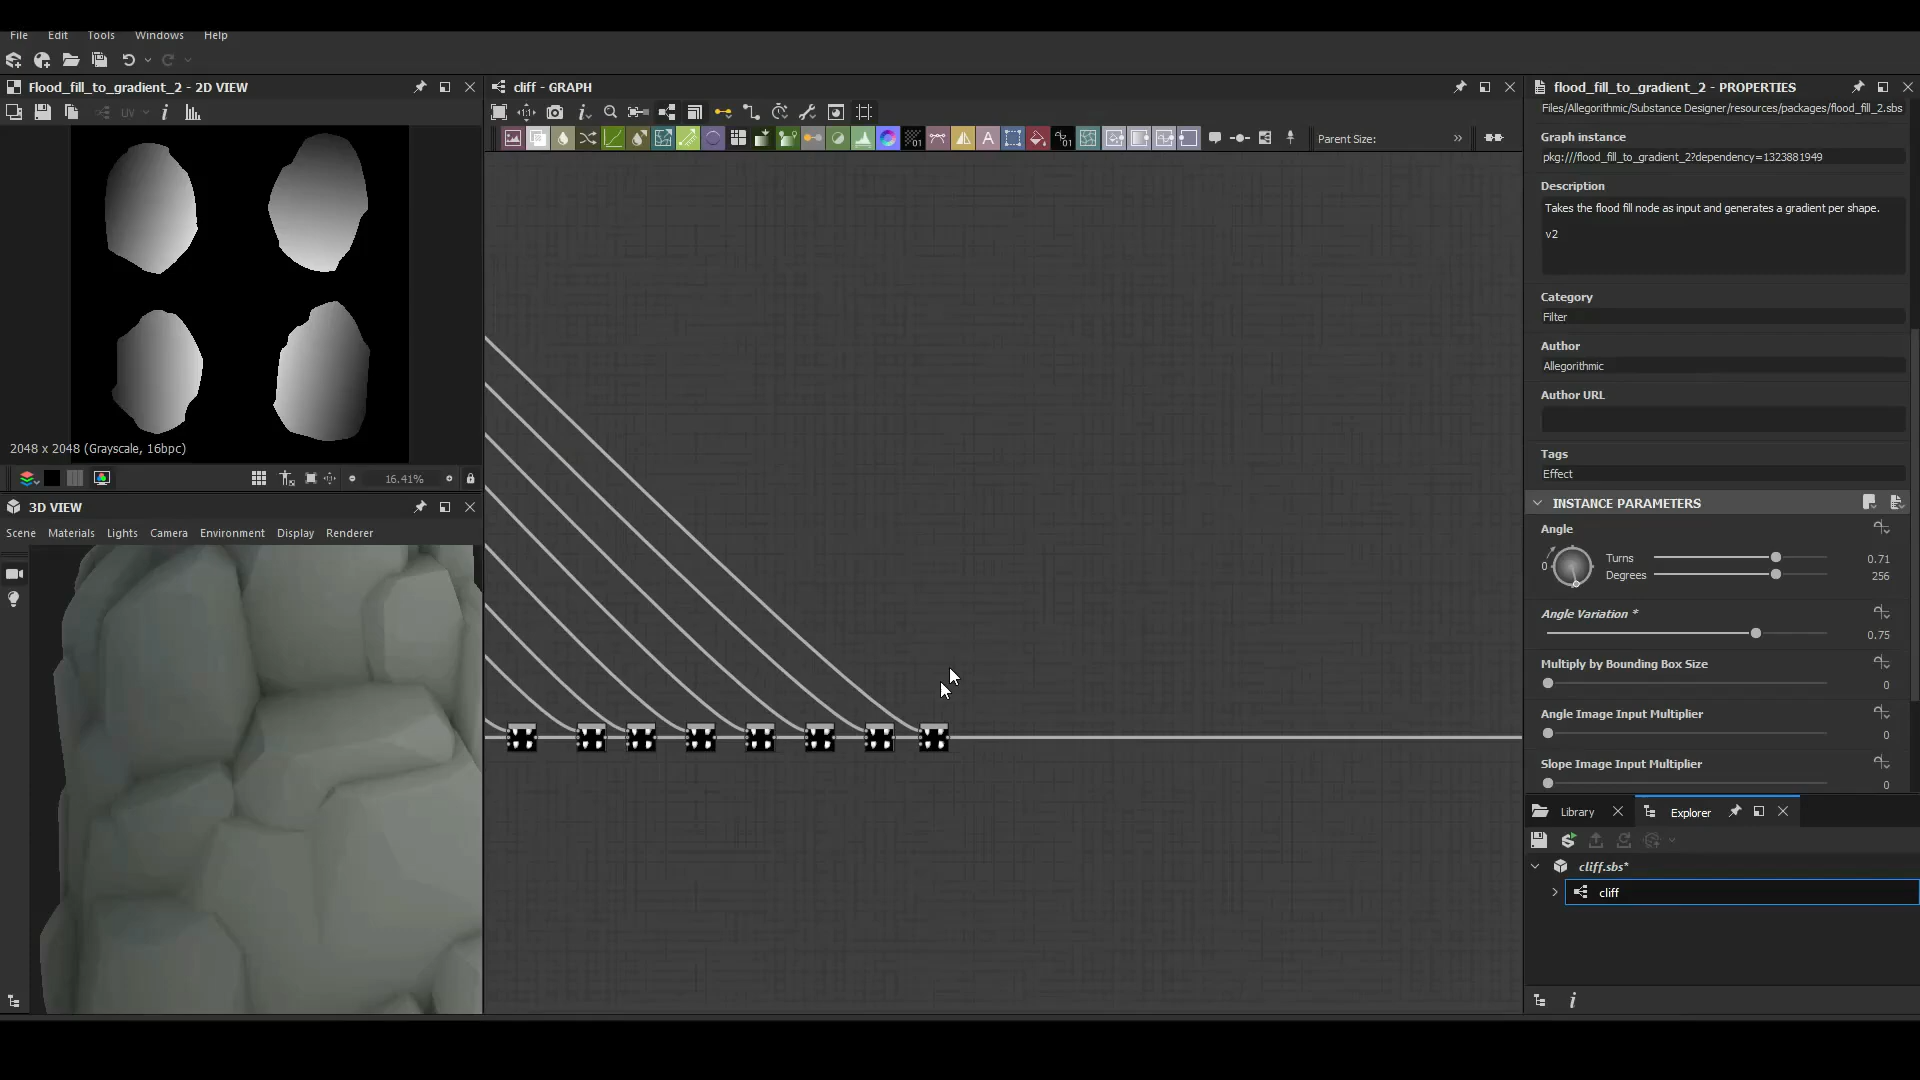 File Edit Tools Windows Help
Flood_fill_to_gradient_2 - 2D VIEW
cliff - GRAPH
flood_fill_to_gradient_2 - PROPERTIES
UV
Files/Allegorithmic/Substance Designer/resources/packages/flood_fill_2.sbs
Parent Size:
Graph instance
pkg:///flood_fill_to_gradient_2?dependency=1323881949
Description
Takes the flood fill node as input and generates a gradient per shape.
v2
Category
Filter
Author
Allegorithmic
Author URL
Tags
Effect
2048 x 2048 (Grayscale, 16bpc)
16.41%
3D VIEW
Scene Materials Lights Camera Environment Display Renderer
INSTANCE PARAMETERS
Angle
0
Turns 0.71
Degrees 256
Angle Variation *
0.75
Multiply by Bounding Box Size
0
Angle Image Input Multiplier
0
Slope Image Input Multiplier
0
Library Explorer
cliff.sbs*
cliff